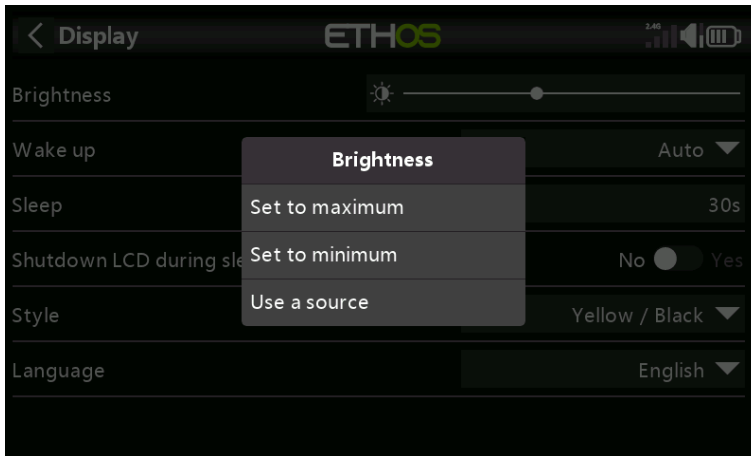 Display
ETHOS
2.4G
Brightness
Wake up
Auto
Brightness
Set to maximum
Sleep
30s
Set to minimum
Shutdown LCD during sle
No
Yes
Use a source
Style
Yellow / Black
Language
English